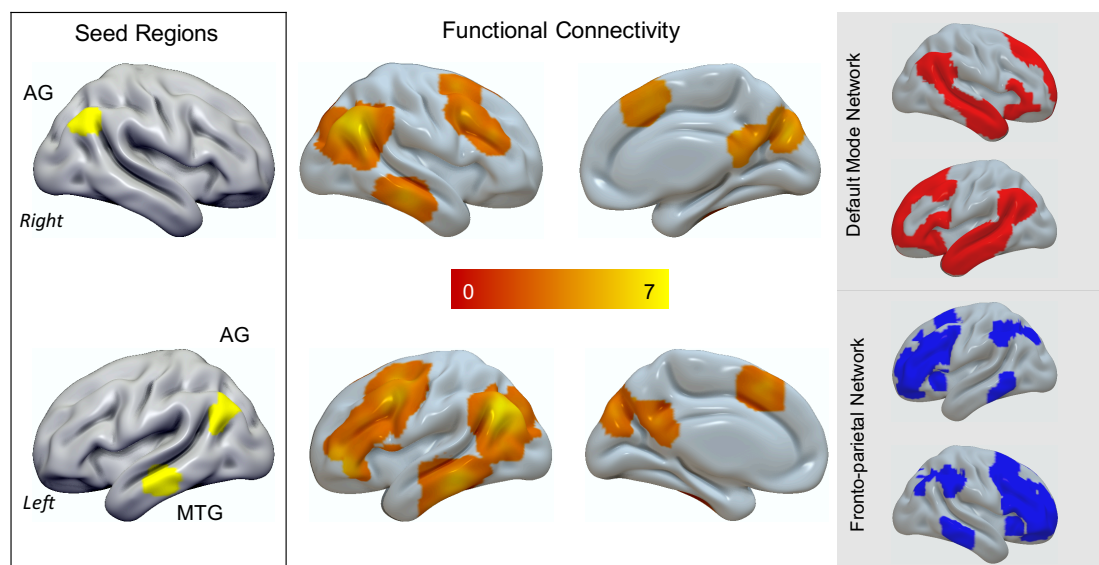 Seed Regions
AG
Right
AG
Left
MTG
Functional Connectivity
0 7
Default Mode Network
Fronto-parietal Network